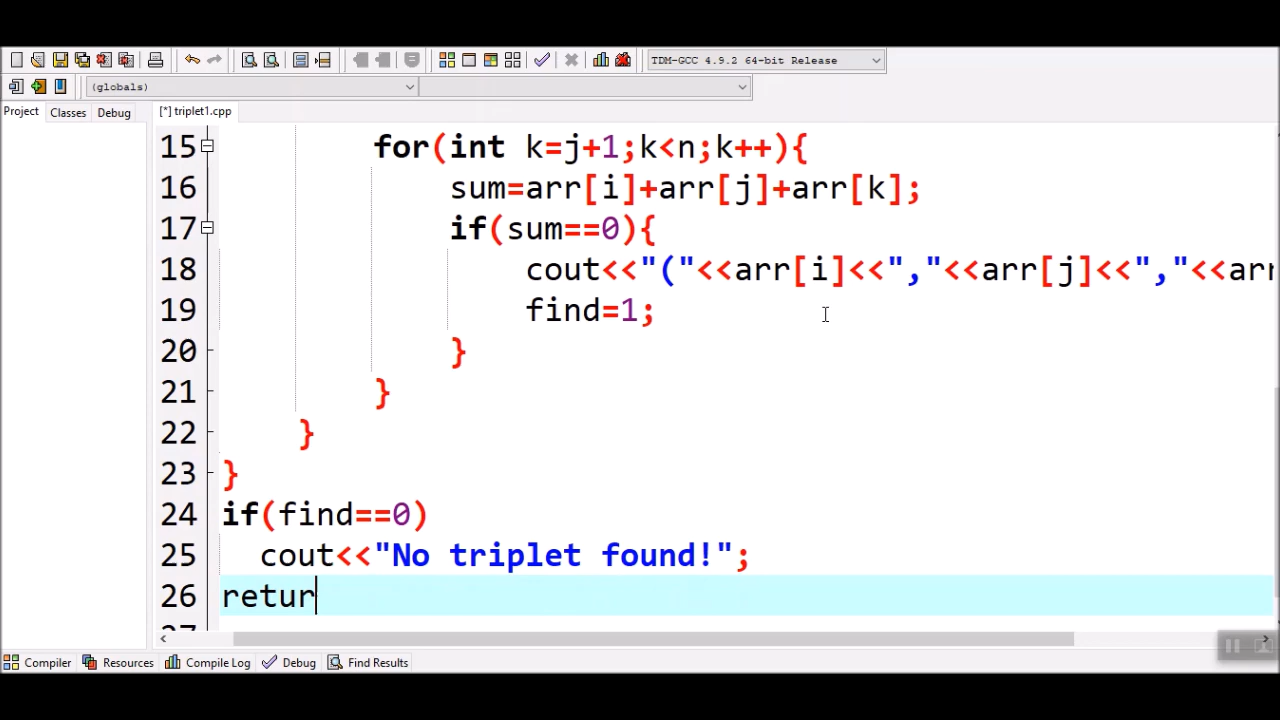 TDM-GCC 4.9.2 64-bit Release
(globals)
Project Classes Debug [*] triplet1.cpp
15 for(int k=j+1;k<n;k++){
16 sum=arr[i]+arr[j]+arr[k];
17 if(sum==0){
18 cout<<"("<<arr[i]<<","<<arr[j]<<","<<arr
19 find=1;
20 }
21 }
22 }
23 }
24 if(find==0)
25 cout<<"No triplet found!";
26 retur
Compiler Resources Compile Log Debug Find Results